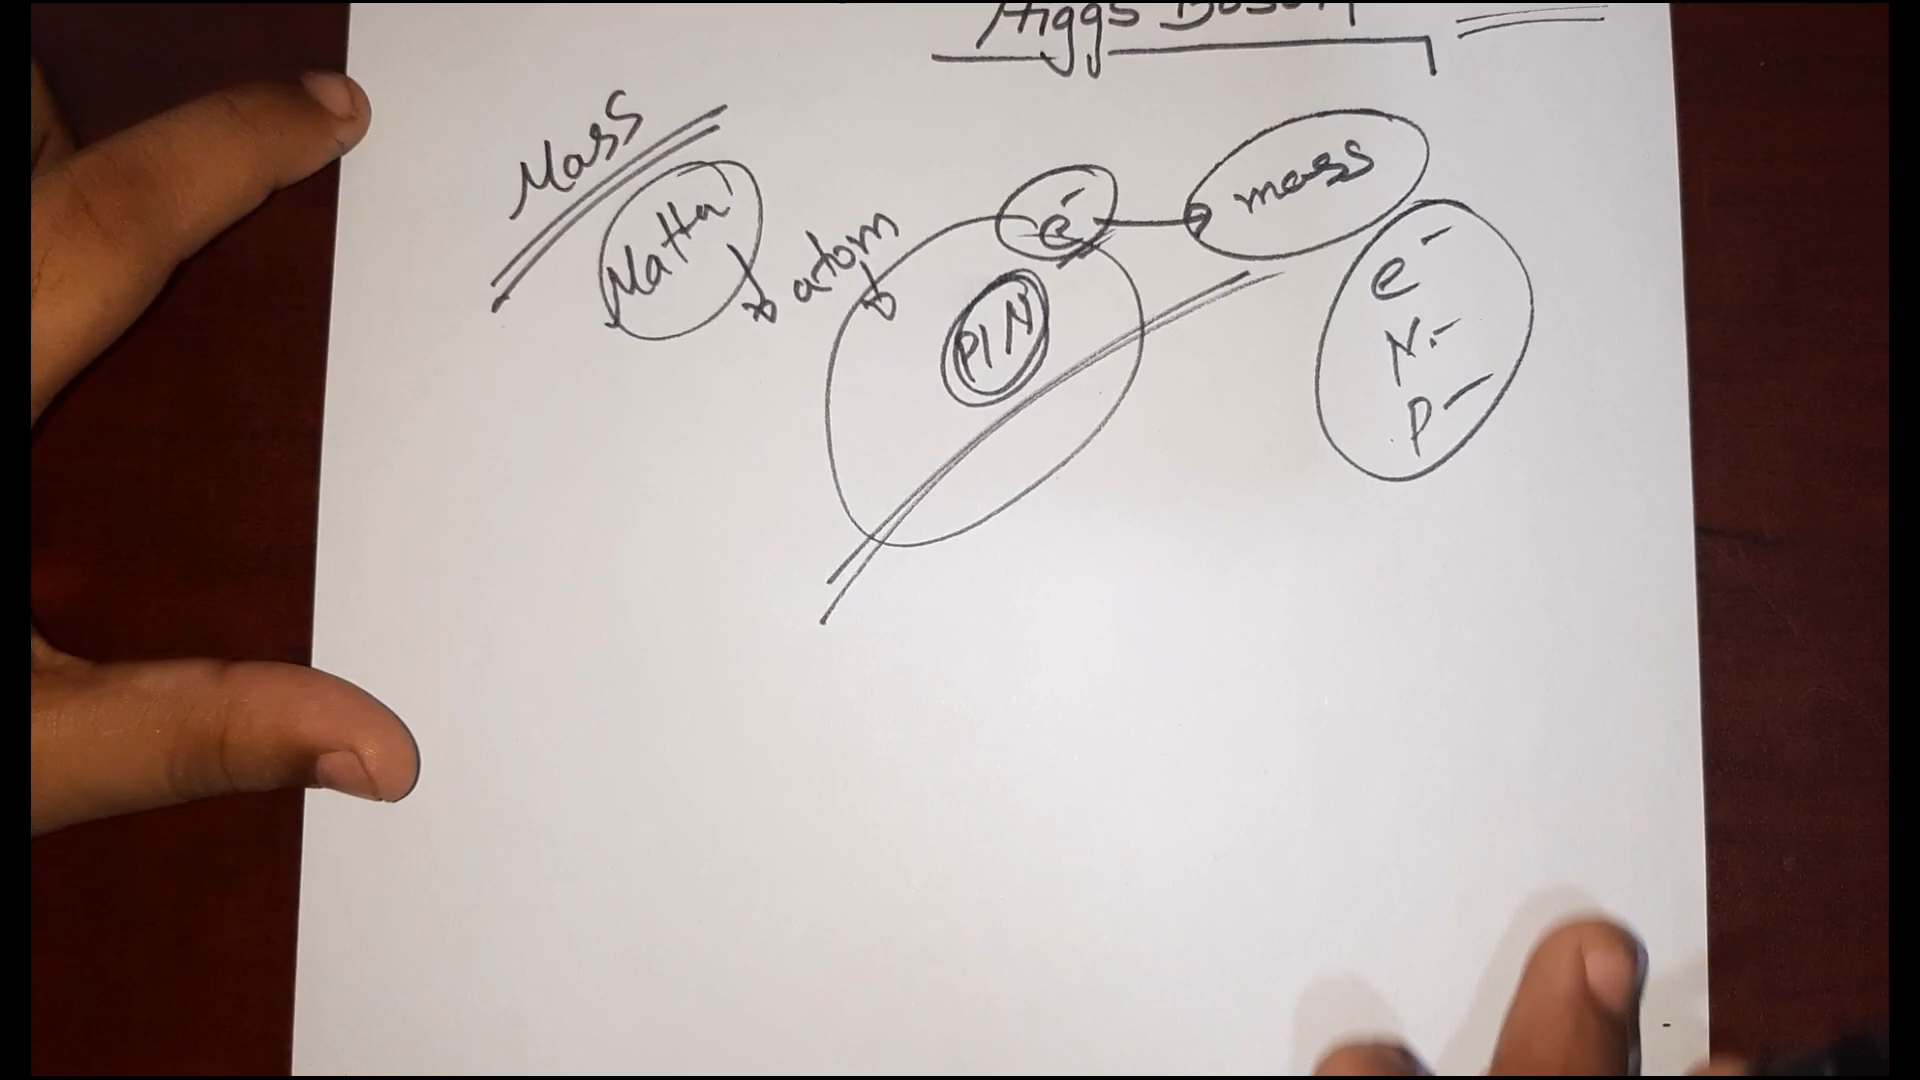 Higgs Boson
Mass
Matter
atom
e-
P/N
mass
e -
N -
P -